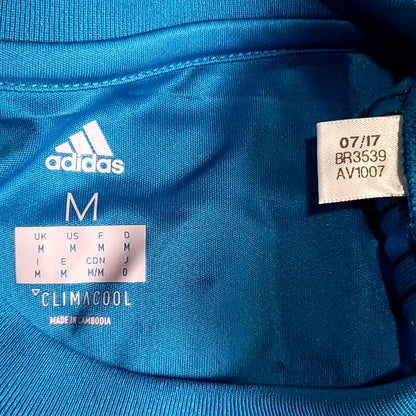 adidas
M
UK US F D
M M M M
I E CDN J
M M M/M O
CLIMACOOL
MADE IN CAMBODIA
07/17
BR3539
AV1007